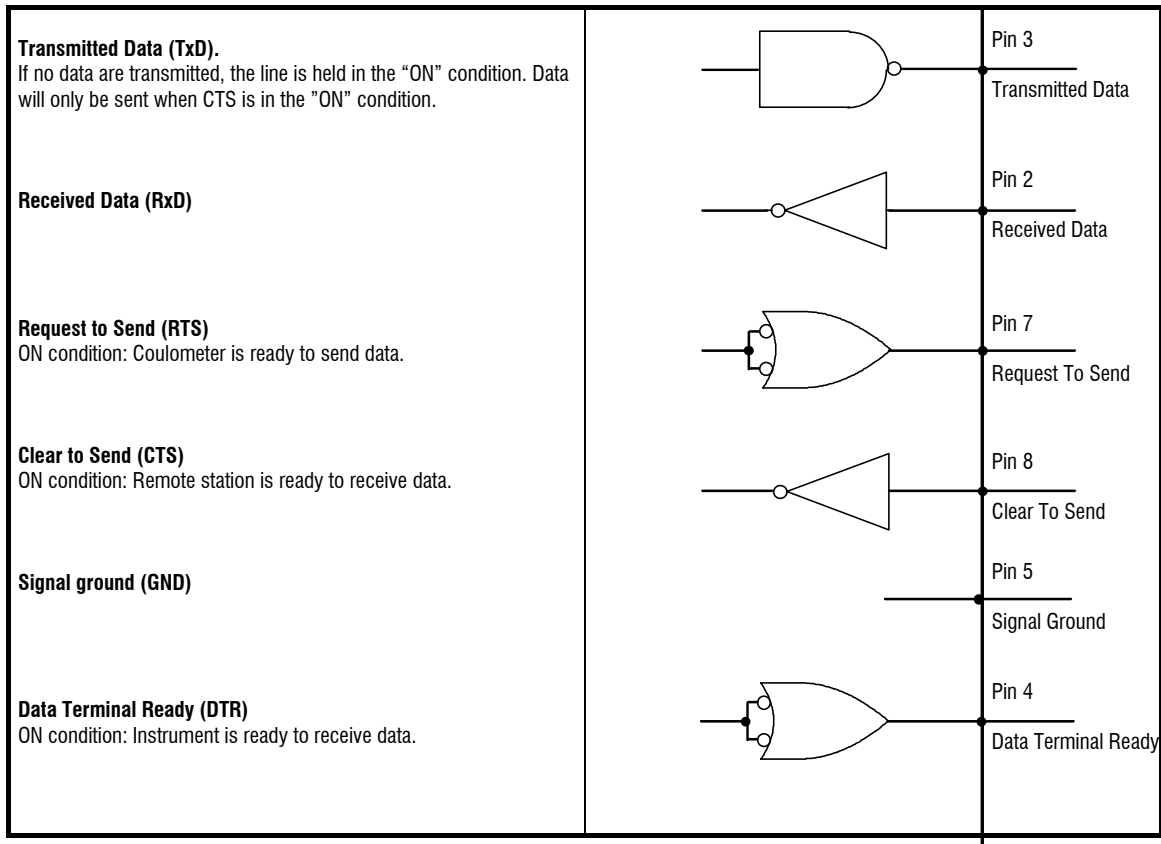 Transmitted Data (TxD).
If no data are transmitted, the line is held in the “ON” condition. Data
will only be sent when CTS is in the ”ON” condition.
Pin 3
Transmitted Data
Received Data (RxD)
Pin 2
Received Data
Request to Send (RTS)
ON condition: Coulometer is ready to send data.
Pin 7
Request To Send
Clear to Send (CTS)
ON condition: Remote station is ready to receive data.
Pin 8
Clear To Send
Signal ground (GND)
Pin 5
Signal Ground
Data Terminal Ready (DTR)
ON condition: Instrument is ready to receive data.
Pin 4
Data Terminal Ready